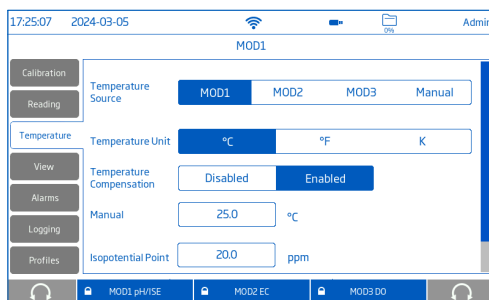 17:25:07 2024-03-05 0% Admin
MOD1
Calibration
Reading
Temperature
View
Alarms
Logging
Profiles
Temperature
Source
MOD1 MOD2 MOD3 Manual
Temperature Unit °C °F K
Temperature
Compensation
Disabled Enabled
Manual 25.0 °C
Isopotential Point 20.0 ppm
MOD1 pH/ISE MOD2 EC MOD3 DO